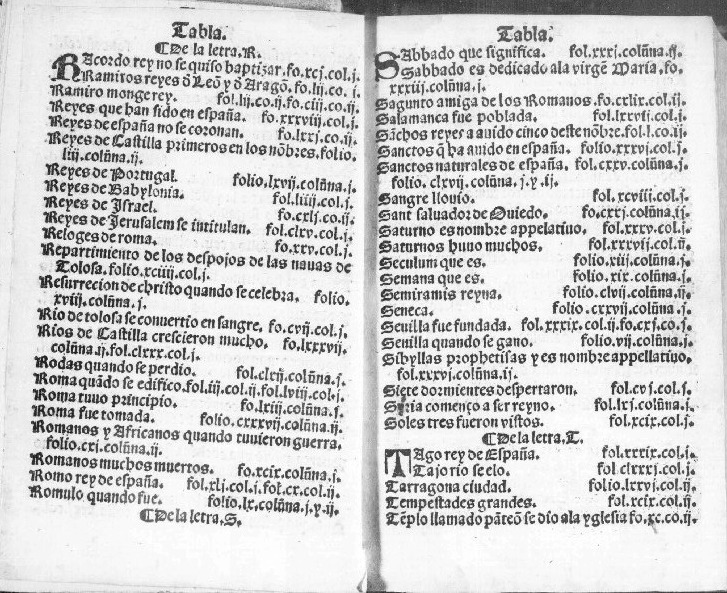 Tabla.
¶De la letra.R.
RAcordo rey no se quiso baptizar.fo.xcj.col.j.
Ramiros reyes õ Leõ y õ Aragõ.fo.lij.co. j.
Ramiro monge rey. fol.lij.co.ij.fo.ciij.co.ij.
Reyes que han sido en españa. fo.xxxviij.col.j.
Reyes de españa no se coronan. fo.lxxj.co.ij.
Reyes de Castilla primeros en los nõbres.folio.
liij.colũna.ij.
Reyes de Portugal. folio.lxvij.colũna.j.
Reyes de Babylonia. fol.liiij.col.j.
Reyes de Israel. fo.cxlj.co.ij.
Reyes de Jerusalem se intitulan. fol.clxv.col.j.
Reloges de roma. fo.xxv.col.j.
Repartimiento de los despojos de las nauas de
Tolosa.folio.xciiij.col.j.
Resurrecion de christo quando se celebra. folio.
xviij.colũna.j.
Rio de tolosa se conuertio en sangre. fo.cvij.col.j.
Rios de Castilla crescieron mucho. fo.lxxxvij.
colũna.ij.fol.clxxx.col.j.
Rodas quando se perdio. fol.clxij.colũna.j.
Roma quãdo se edifico.fol.iij.col.ij.fol.lviij.col.j.
Roma tuuo principio. fo.lxiij.colũna.j.
Roma fue tomada. folio.cxxxvij.colũna.ij.
Romanos y Africanos quando tuuieron guerra.
folio.cxj.colũna.ij.
Romanos muchos muertos. fo.xcix.colũna.j.
Romo rey de españa. fol.xlj.col.j.fol.cx.col.ij.
Romulo quando fue. folio.lx.colũna.j.y.ij.
¶De la letra.S.
Tabla.
SAbbado que significa. fol.xxxj.colũna.ij.
Sabbado es dedicado ala virgẽ Maria.fo.
xxxiij.colũna.j.
Sagunto amiga de los Romanos.fo.cxlix.col.ij.
Salamanca fue poblada. fol.lxxvij.col.j.
Sãchos reyes a auido cinco deste nõbre.fol.l.co.ij.
Sanctos q̃ ha auido en españa. folio.xxxvj.col.j.
Sanctos naturales de españa. fol.cxxv.colũna.j.
folio.clxvij.colũna.j.y.ij.
Sangre llouio. fol.xcviij.col.j.
Sant saluador de Ouiedo. fo.cxxj.colũna.ij.
Saturno es nombre appelatiuo. fol.xxxv.col.j.
Saturnos huuo muchos. fol.xxxvij.col.ij.
Seculum que es. folio.xiij.colũna.j.
Semana que es. folio.xix.colũna.j.
Semiramis reyna. folio.clvij.colũna.ij.
Seneca. folio.cxxvij.colũna.j.
Seuilla fue fundada. fol.xxxix.col.ij.fo.cxj.co.j.
Seuilla quando se gano. folio.vij.colũna.j.
Sibyllas prophetisas y es nombre appellatiuo.
fol.xxxvj.colũna.ij.
Siete dormientes despertaron. fol.cvj.col.j.
Syria començo a ser reyno. fol.lxj.colũna.j.
Soles tres fueron vistos. fol.xcix.col.j.
¶De la letra.T.
TAgo rey de España. fol.xxxix.col.j.
Tajo rio se elo. fol clxxxj.col.j.
Tarragona ciudad. folio.lxxvj.col.ij.
Tempestades grandes. fol.xcix.col.ij.
Tẽplo llamado pãteõ se dio ala yglesia fo.xc.co.ij.